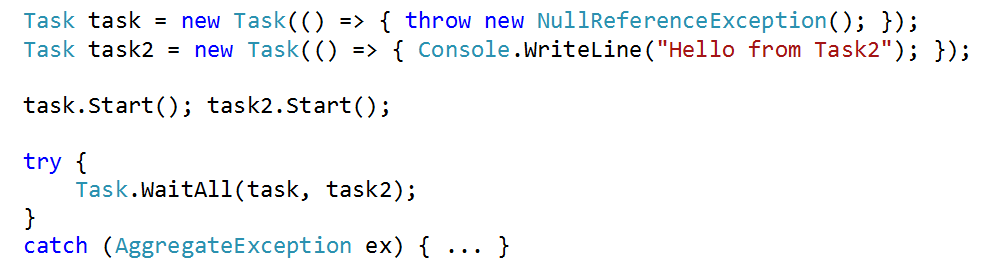 Task task = new Task(() => { throw new NullReferenceException(); });
Task task2 = new Task(() => { Console.WriteLine("Hello from Task2"); });
task.Start(); task2.Start();
try {
Task.WaitAll(task, task2);
}
catch (AggregateException ex) { ... }